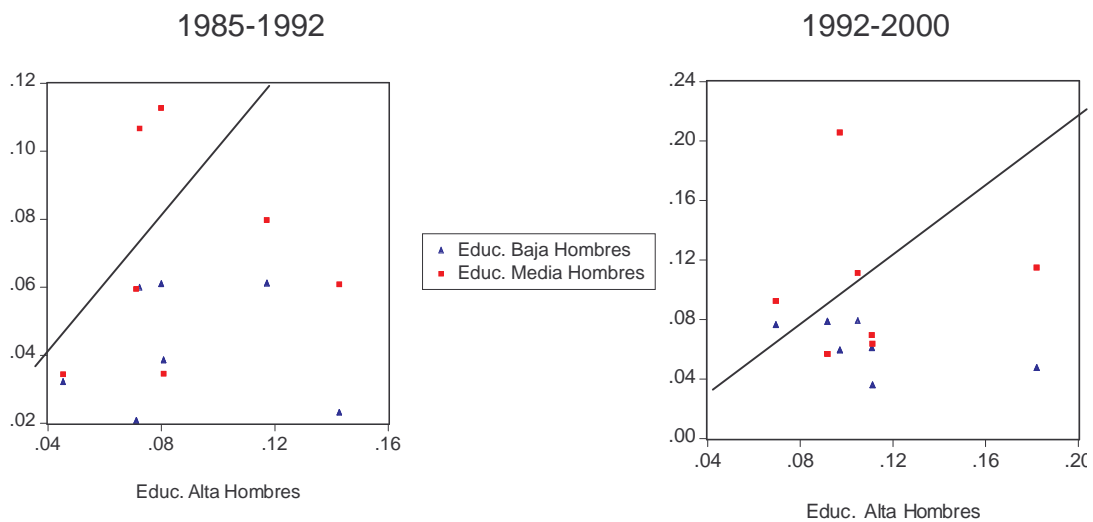 1985-1992
.12
.10
.08
.06
.04
.02
.04 .08 .12 .16
Educ. Alta Hombres
Educ. Baja Hombres
Educ. Media Hombres
1992-2000
.24
.20
.16
.12
.08
.04
.00
.04 .08 .12 .16 .20
Educ. Alta Hombres